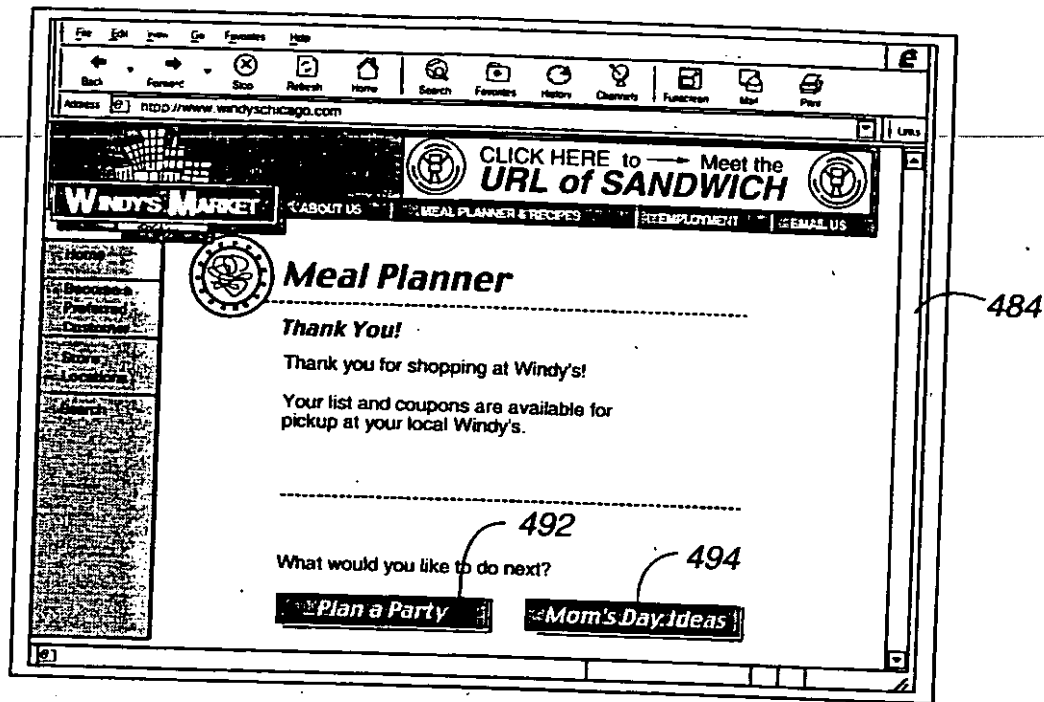 File Edit View Go Favorites Help
Back Forward Stop Refresh Home Search Favorites History Channels Fullscreen Mail Print
Address http://www.windyschicago.com Links
CLICK HERE to Meet the
URL of SANDWICH
WINDY'S MARKET ABOUT US MEAL PLANNER & RECIPES EMPLOYMENT EMAIL US
Home
Become a
Preferred
Customer
Store
Locations
Search
Meal Planner
484
Thank You!
Thank you for shopping at Windy's!
Your list and coupons are available for
pickup at your local Windy's.
492
494
What would you like to do next?
Plan a Party Mom's Day Ideas